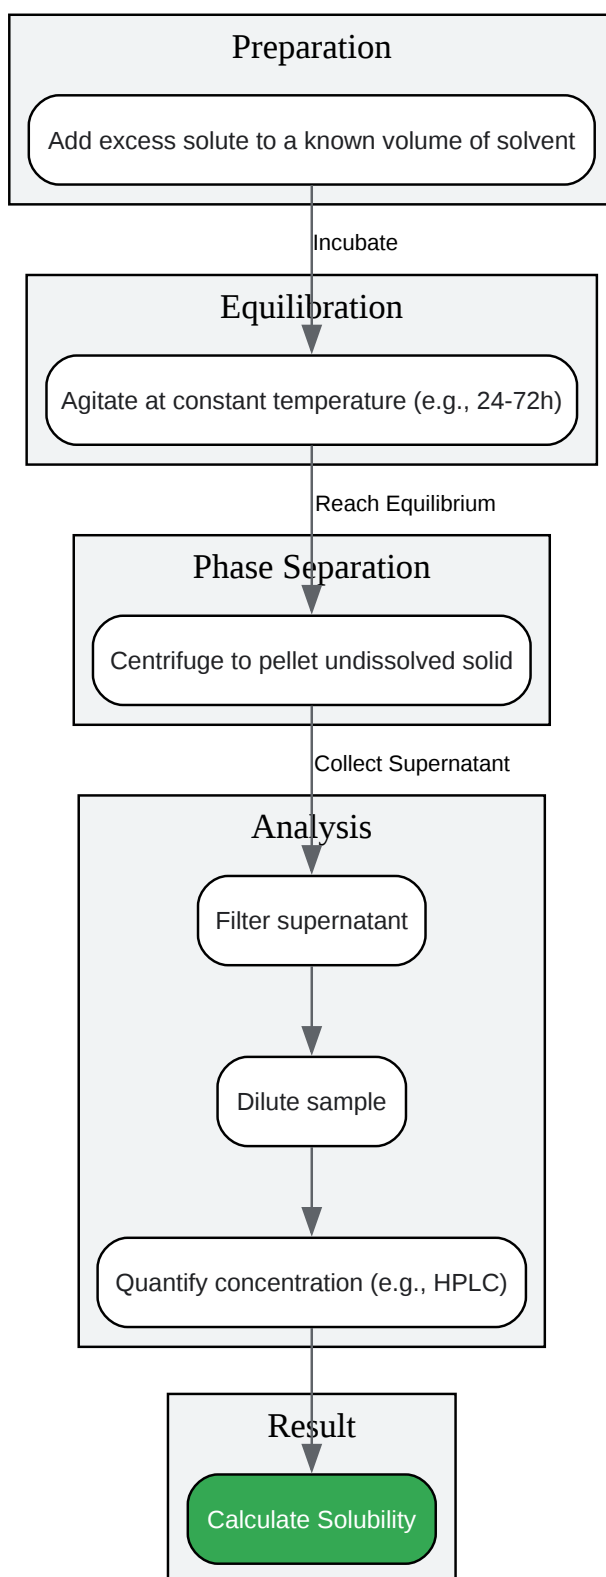 Preparation
Add excess solute to a known volume of solvent
Incubate
Equilibration
Agitate at constant temperature (e.g., 24-72h)
Reach Equilibrium
Phase Separation
Centrifuge to pellet undissolved solid
Collect Supernatant
Analysis
Filter supernatant
Dilute sample
Quantify concentration (e.g., HPLC)
Result
Calculate Solubility